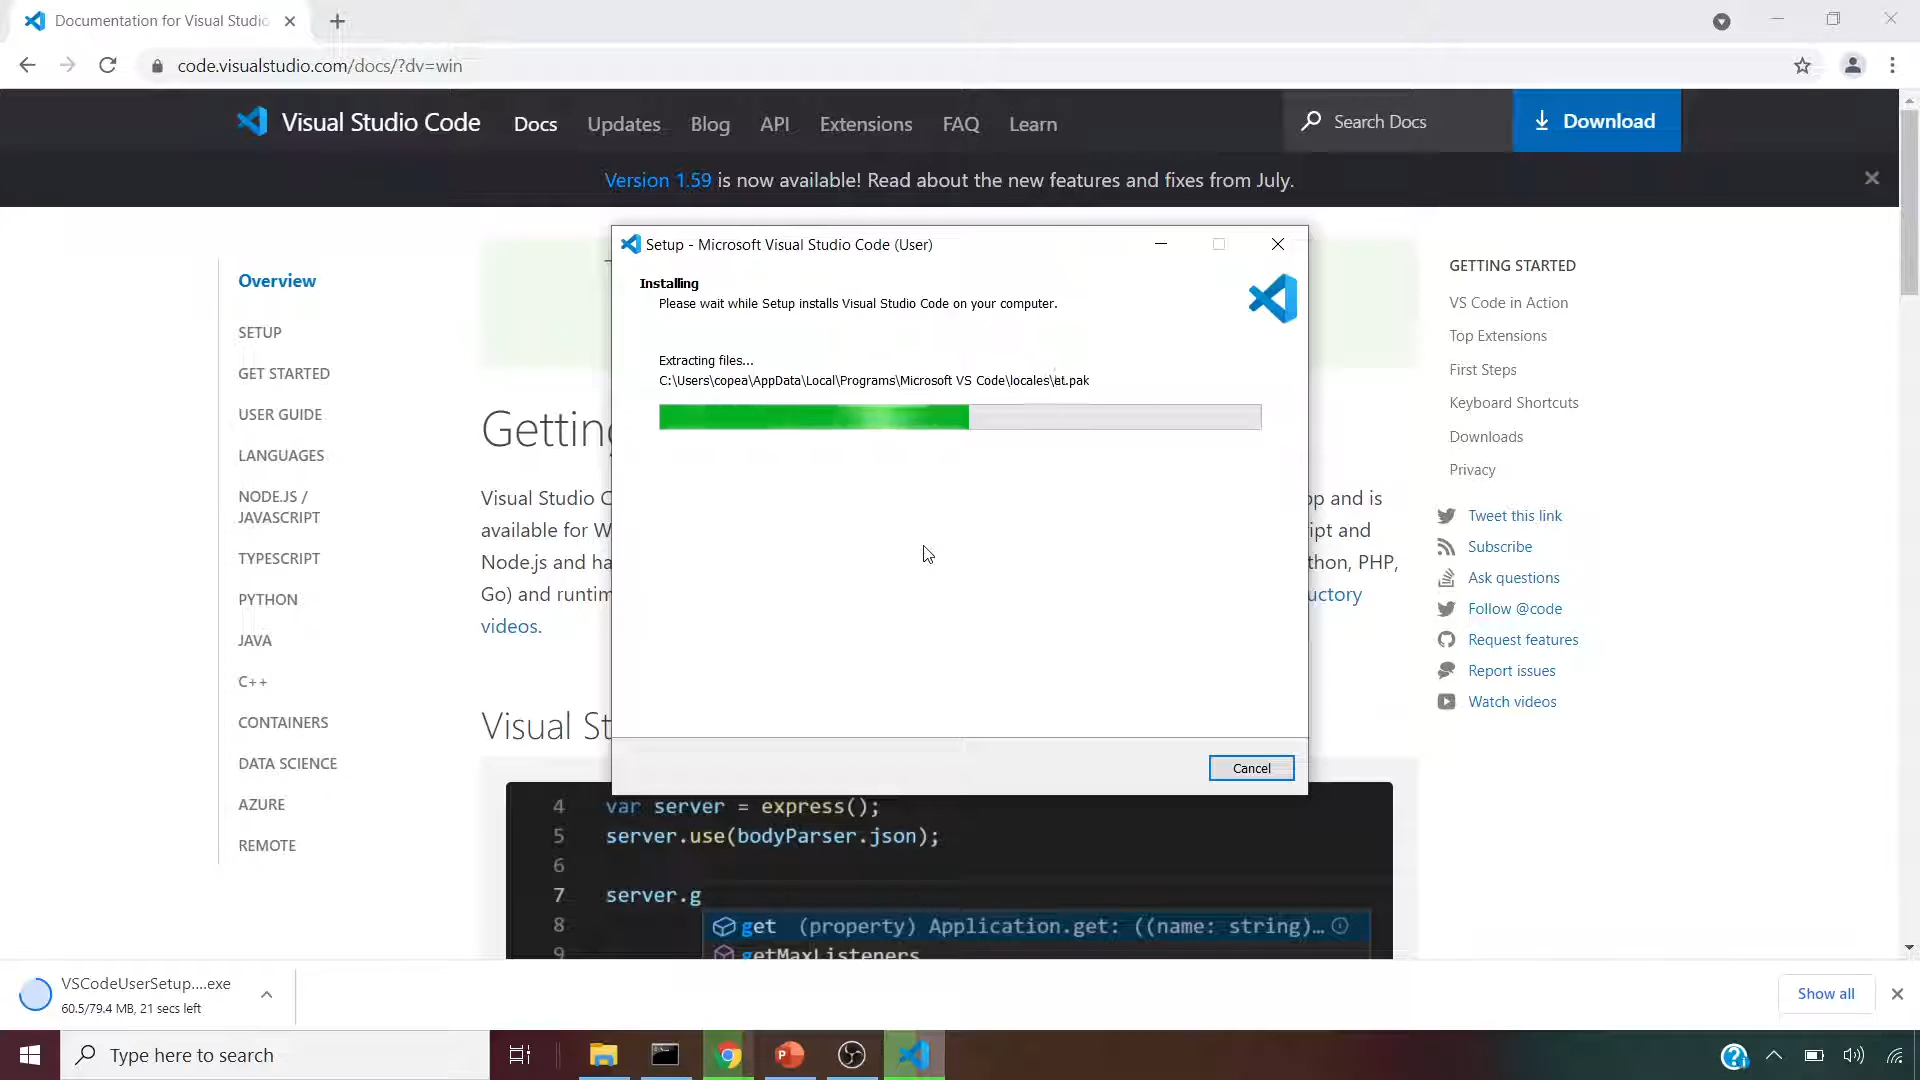 Documentation for Visual Studio
code.visualstudio.com/docs/?dv=win
Visual Studio Code
Docs
Updates
Blog
API
Extensions
FAQ
Learn
Search Docs
Download
Version 1.59 is now available! Read about the new features and fixes from July.
Overview
SETUP
GET STARTED
USER GUIDE
LANGUAGES
NODE.JS /
JAVASCRIPT
TYPESCRIPT
PYTHON
JAVA
C++
CONTAINERS
DATA SCIENCE
AZURE
REMOTE
Getting
Visual Studio C
available for W
Node.js and ha
Go) and runtim
videos.
Visual St
Setup - Microsoft Visual Studio Code (User)
Installing
Please wait while Setup installs Visual Studio Code on your computer.
Extracting files...
C:\Users\copea\AppData\Local\Programs\Microsoft VS Code\locales\et.pak
Cancel
pp and is
ipt and
thon, PHP,
uctory
4 var server = express();
5 server.use(bodyParser.json);
6
7 server.g
8 get (property) Application.get: ((name: string)...
9 getMaxListeners
GETTING STARTED
VS Code in Action
Top Extensions
First Steps
Keyboard Shortcuts
Downloads
Privacy
Tweet this link
Subscribe
Ask questions
Follow @code
Request features
Report issues
Watch videos
VSCodeUserSetup....exe
60.5/79.4 MB, 21 secs left
Show all
Type here to search